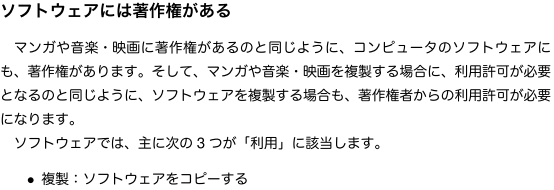 ソフトウェアには著作権がある
マンガや音楽・映画に著作権があるのと同じように、コンピュータのソフトウェアに
も、著作権があります。そして、マンガや音楽・映画を複製する場合に、利用許可が必要
となるのと同じように、ソフトウェアを複製する場合も、著作権者からの利用許可が必要
になります。
ソフトウェアでは、主に次の 3 つが「利用」に該当します。
● 複製：ソフトウェアをコピーする